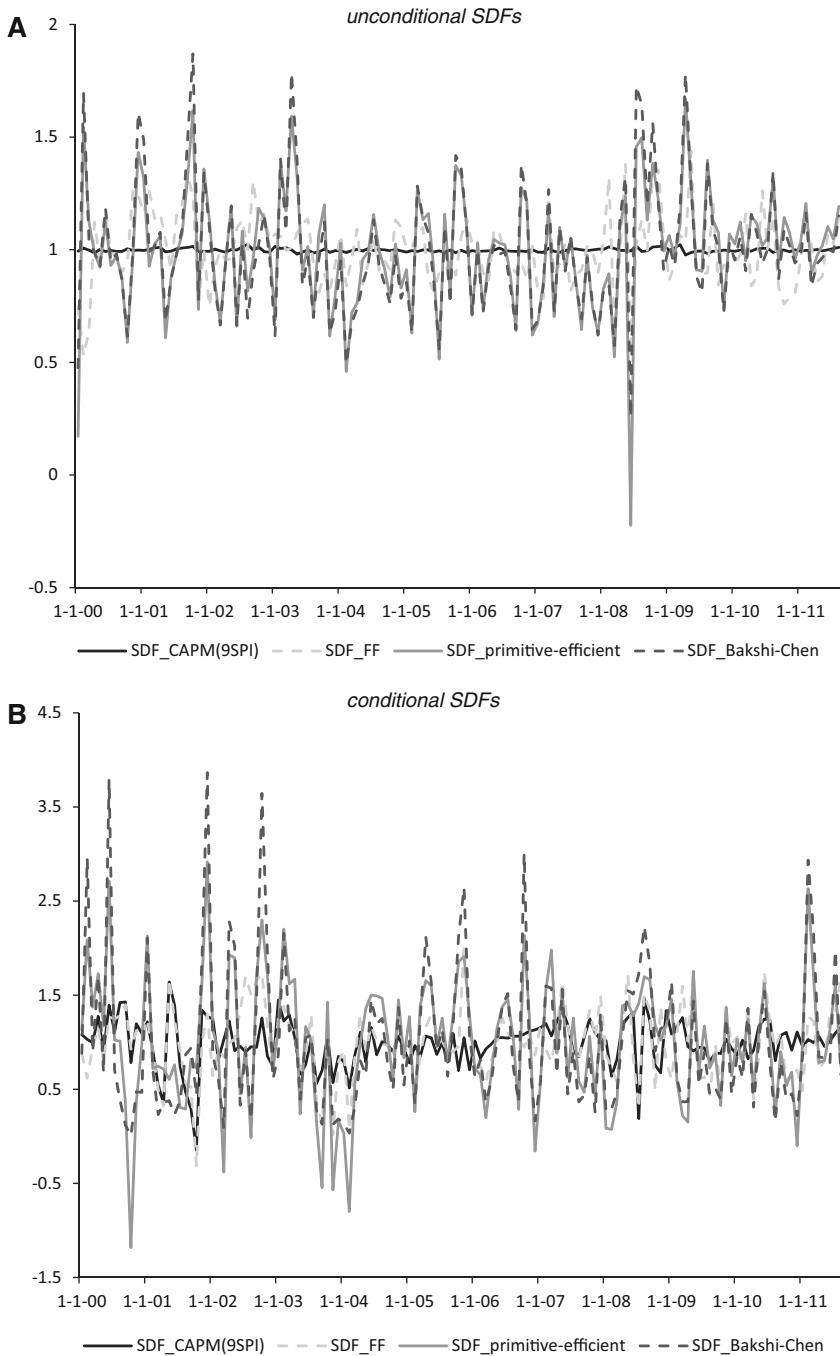 A
unconditional SDFs
2
1.5
1
0.5
0
-0.5
1-1-00 1-1-01 1-1-02 1-1-03 1-1-04 1-1-05 1-1-06 1-1-07 1-1-08 1-1-09 1-1-10 1-1-11
SDF_CAPM(9SPI) SDF_FF SDF_primitive-efficient SDF_Bakshi-Chen
B
conditional SDFs
4.5
3.5
2.5
1.5
0.5
-0.5
-1.5
1-1-00 1-1-01 1-1-02 1-1-03 1-1-04 1-1-05 1-1-06 1-1-07 1-1-08 1-1-09 1-1-10 1-1-11
SDF_CAPM(9SPI) SDF_FF SDF_primitive-efficient SDF_Bakshi-Chen